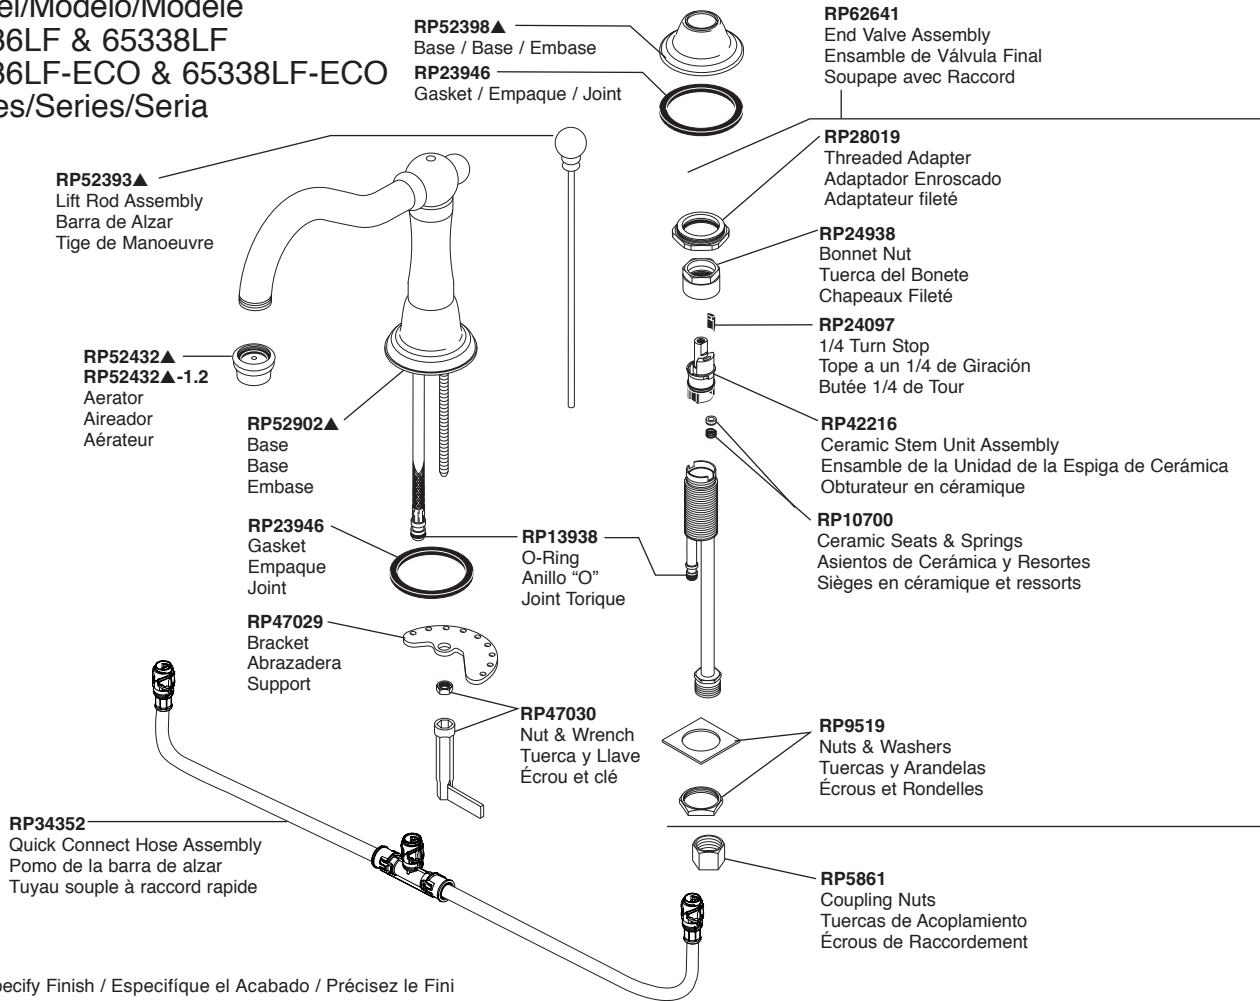 36LF & 65338LF
36LF-ECO & 65338LF-ECO
RP52398▲
Base / Base / Embase
RP23946
Gasket / Empaque / Joint
RP62641
End Valve Assembly
Ensamble de Válvula Final
Soupape avec Raccord
RP52393▲
Lift Rod Assembly
Barra de Alzar
Tige de Manoeuvre
RP28019
Threaded Adapter
Adaptador Enroscado
Adaptateur fileté
RP24938
Bonnet Nut
Tuerca del Bonete
Chapeaux Fileté
RP24097
1/4 Turn Stop
Tope a un 1/4 de Giración
Butée 1/4 de Tour
RP52432▲
RP52432▲-1.2
Aerator
Aireador
Aérateur
RP52902▲
Base
Base
Embase
RP42216
Ceramic Stem Unit Assembly
Ensamble de la Unidad de la Espiga de Cerámica
Obturateur en céramique
RP23946
Gasket
Empaque
Joint
RP13938
O-Ring
Anillo “O”
Joint Torique
RP10700
Ceramic Seats & Springs
Asientos de Cerámica y Resortes
Sièges en céramique et ressorts
RP47029
Bracket
Abrazadera
Support
RP47030
Nut & Wrench
Tuerca y Llave
Écrou et clé
RP9519
Nuts & Washers
Tuercas y Arandelas
Écrous et Rondelles
RP34352
Quick Connect Hose Assembly
Pomo de la barra de alzar
Tuyau souple à raccord rapide
RP5861
Coupling Nuts
Tuercas de Acoplamiento
Écrous de Raccordement
ecify Finish / Especifíque el Acabado / Précisez le Fini